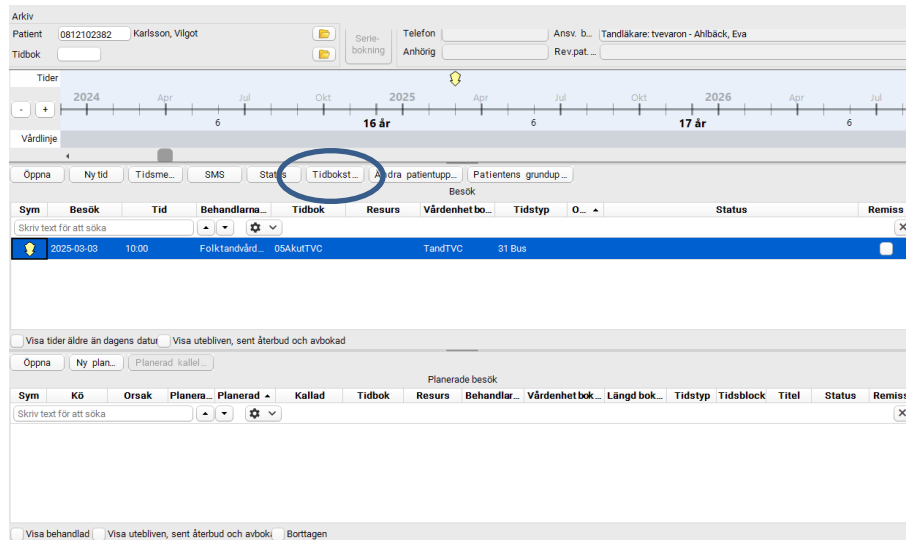 Arkiv
Patient 0812102382 Karlsson, Vilgot Serie-bokning Telefon Ansv. b... Tandläkare: tvevaron - Ahlbäck, Eva
Tidbok Anhörig Rev.pat. ...
Tider
2024 Apr Jul Okt 2025 Apr Jul Okt 2026 Apr Jul
- +
6 16 år 6 17 år 6
Vårdlinje
Öppna Ny tid Tidsme... SMS Status Tidbokst... Ändra patientupp... Patientens grundup...
Besök
Sym Besök Tid Behandlarna... Tidbok Resurs Vårdenhet bo... Tidstyp O... Status Remiss
Skriv text för att söka
2025-03-03 10:00 Folktandvård... 05AkutTVC TandTVC 31 Bus
Visa tider äldre än dagens datum Visa utebliven, sent återbud och avbokad
Öppna Ny plan... Planerad kallel...
Planerade besök
Sym Kö Orsak Planera... Planerad Kallad Tidbok Resurs Behandlar... Vårdenhet bok... Längd bok... Tidstyp Tidsblock Titel Status Remiss
Skriv text för att söka
Visa behandlad Visa utebliven, sent återbud och avboka Borttagen